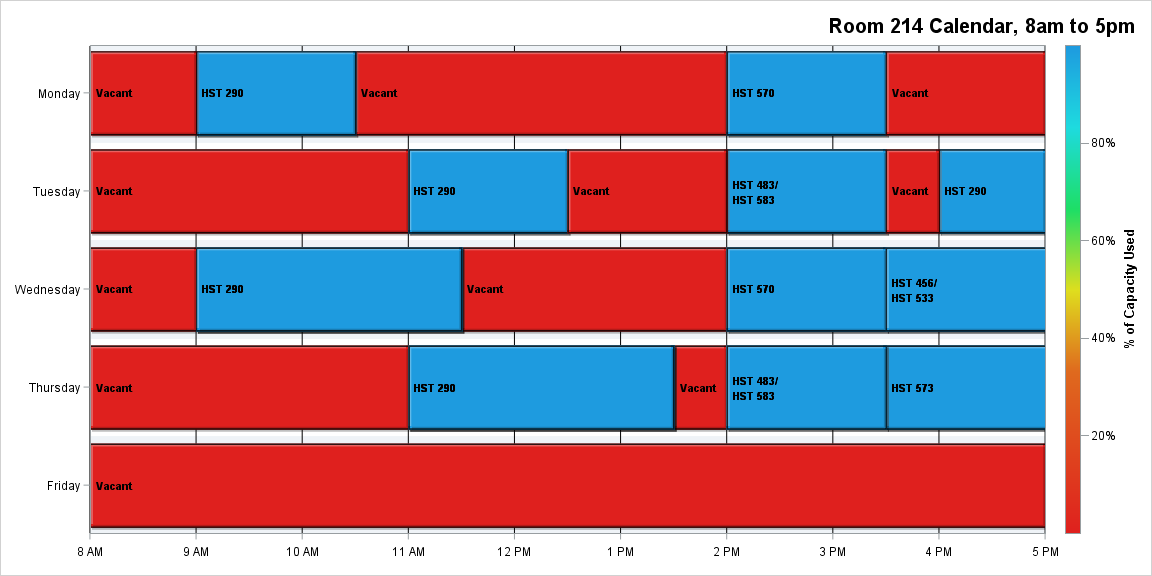 Room 214 Calendar, 8am to 5pm
Monday
Vacant
HST 290
Vacant
HST 570
Vacant
Tuesday
Vacant
HST 290
Vacant
HST 483/
HST 583
Vacant
HST 290
Wednesday
Vacant
HST 290
Vacant
HST 570
HST 456/
HST 533
Thursday
Vacant
HST 290
Vacant
HST 483/
HST 583
HST 573
Friday
Vacant
8 AM
9 AM
10 AM
11 AM
12 PM
1 PM
2 PM
3 PM
4 PM
5 PM
80%
60%
40%
20%
% of Capacity Used